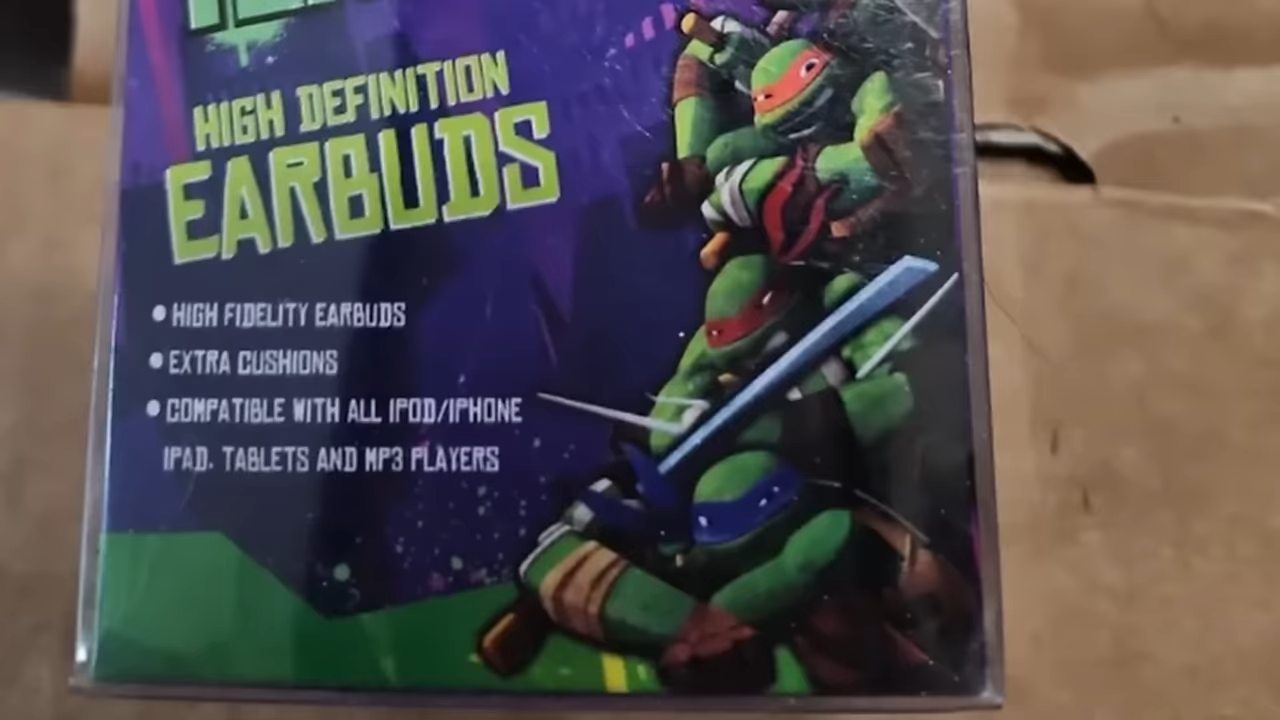 HIGH DEFINITION
EARBUDS
• HIGH FIDELITY EARBUDS
• EXTRA CUSHIONS
• COMPATIBLE WITH ALL IPOD/IPHONE
IPAD. TABLETS AND MP3 PLAYERS